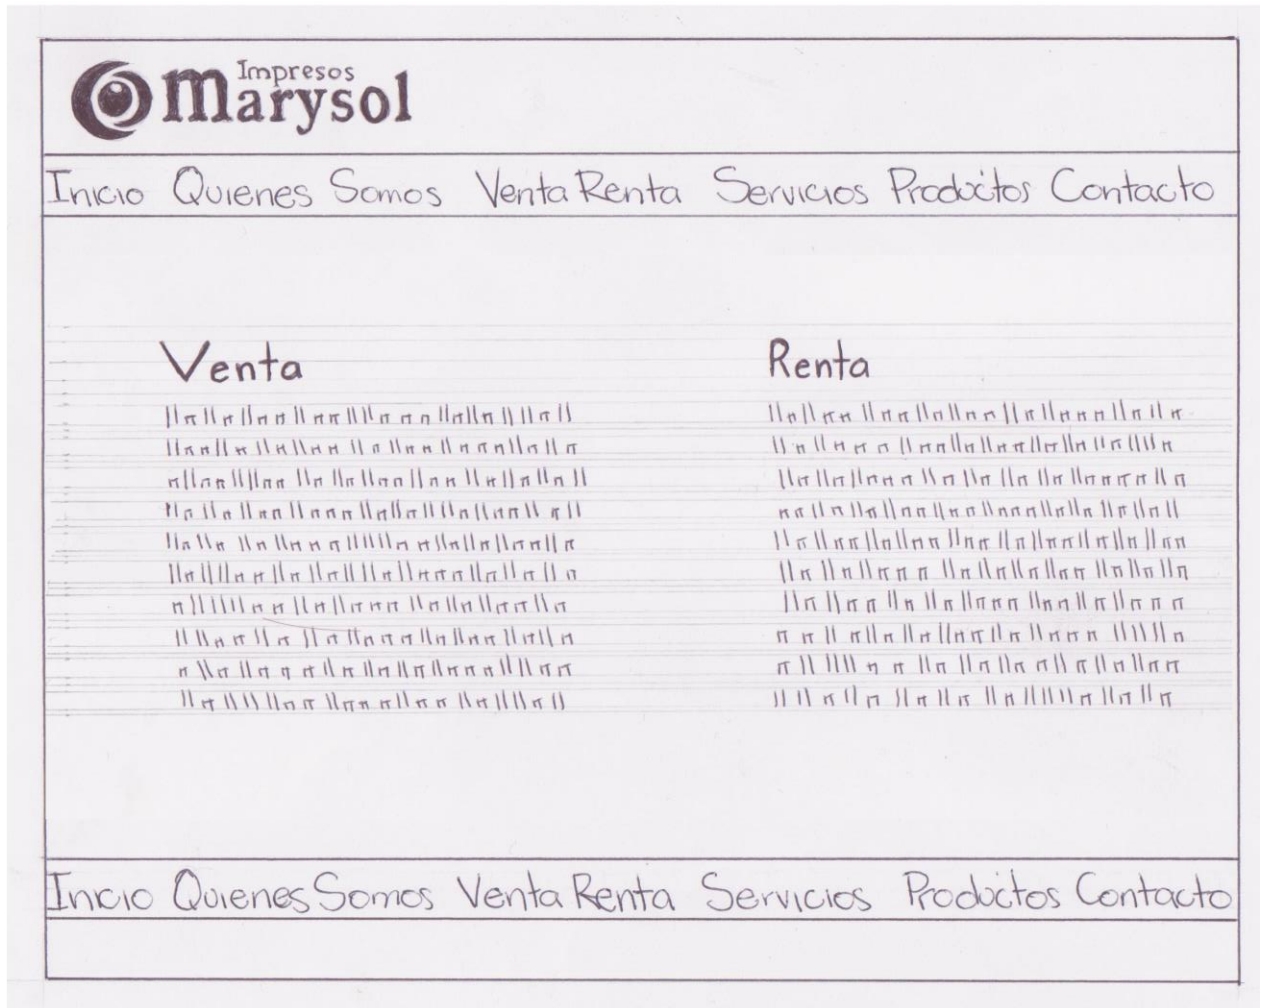 Impresos
marysol
Inicio Quienes Somos Venta Renta Servicios Productos Contacto
Venta
Renta
Inicio Quienes Somos Venta Renta Servicios Productos Contacto